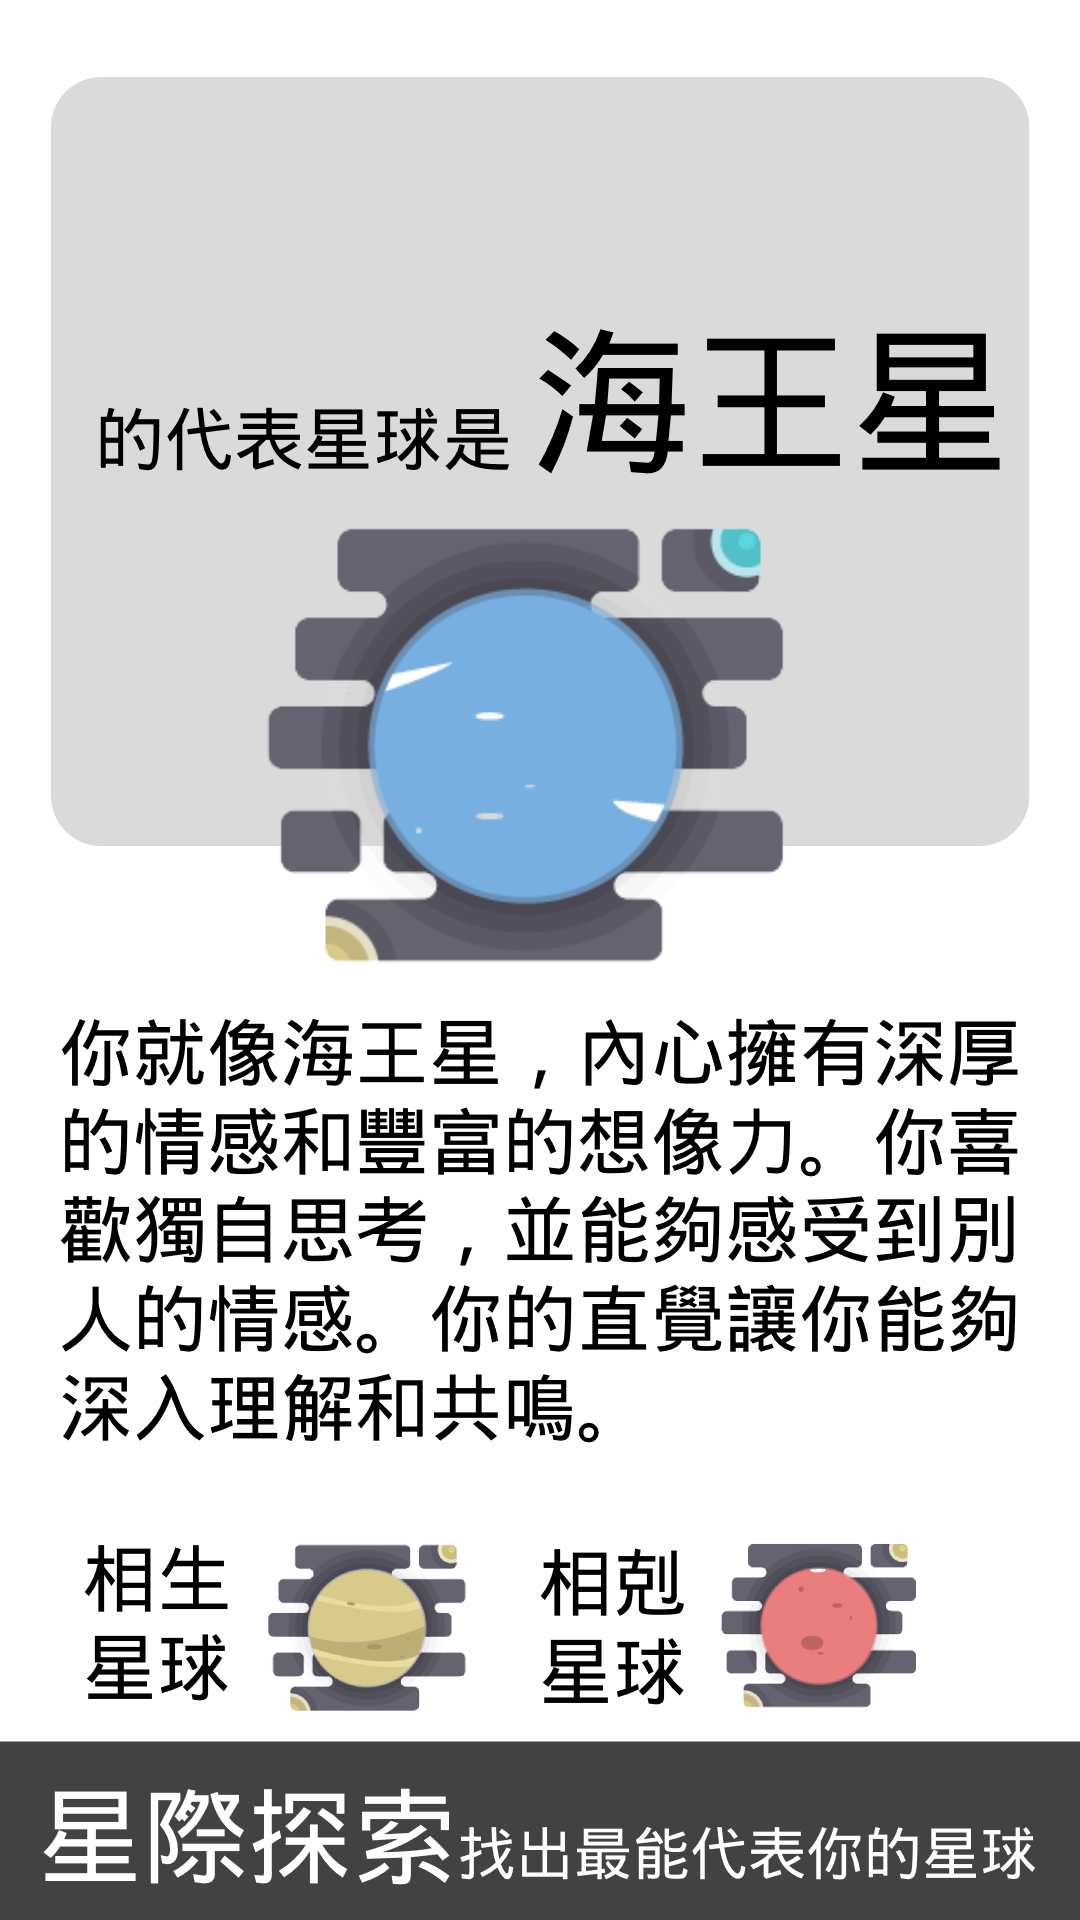 的代表星球是 海王星
你就像海王星,內心擁有深厚
的情感和豐富的想像力。你喜
歡獨自思考,並能夠感受到別
人的情感。你的直覺讓你能夠
深入理解和共鳴。
相生
星球
相剋
星球
星際探索找出最能代表你的星球